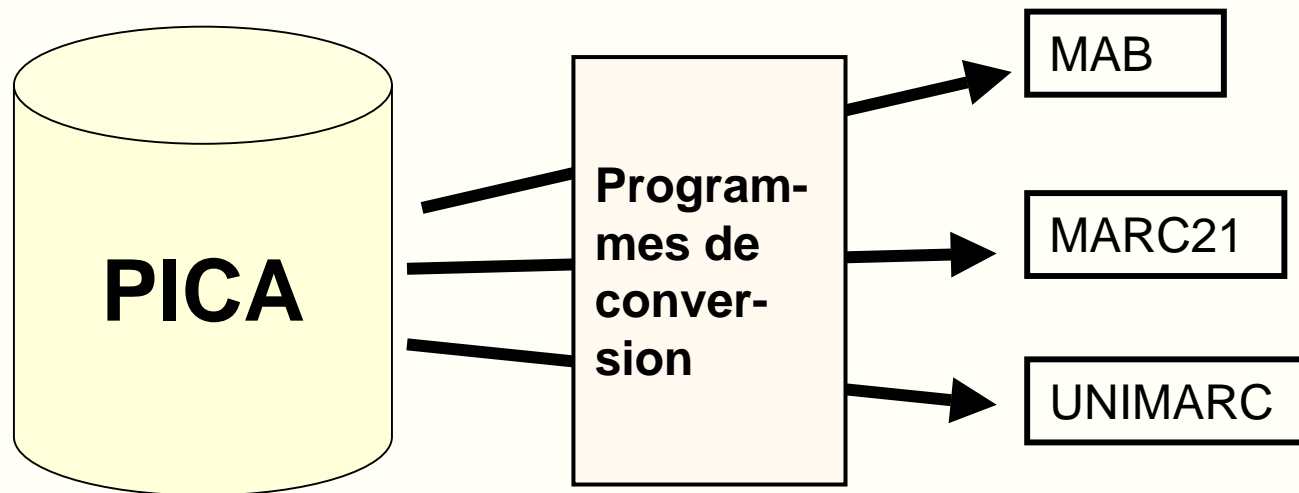 PICA
Program-
mes de
conver-
sion
MAB
MARC21
UNIMARC